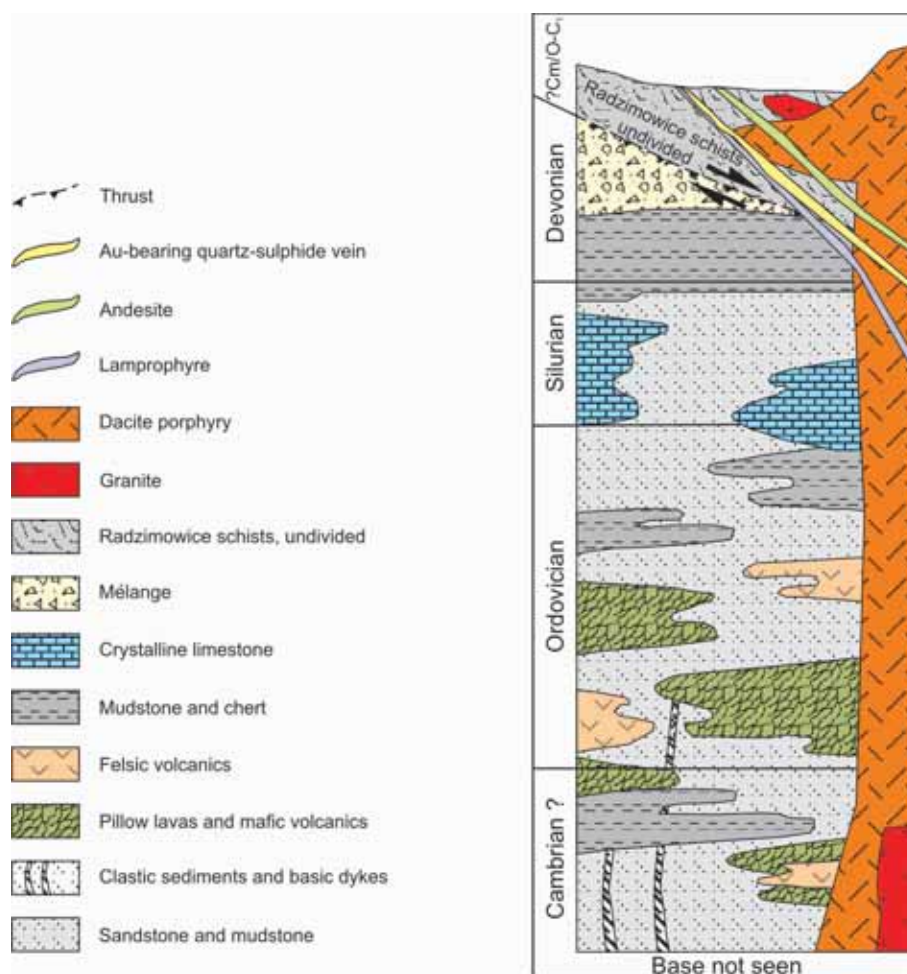 Thrust
Au-bearing quartz-sulphide vein
Andesite
Lamprophyre
Dacite porphyry
Granite
Radzimowice schists, undivided
Mélange
Crystalline limestone
Mudstone and chert
Felsic volcanics
Pillow lavas and mafic volcanics
Clastic sediments and basic dykes
Sandstone and mudstone
?Cm/O-C₁
Devonian
Silurian
Ordovician
Cambrian ?
Radzimowice schists
undivided
C₂
Base not seen